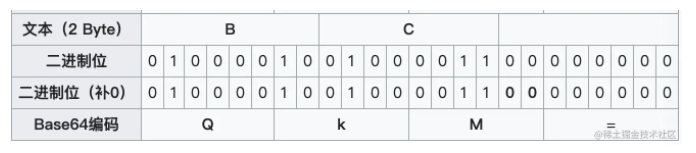 文本（2 Byte） B C
二进制位 0 1 0 0 0 0 1 0 0 1 0 0 0 0 1 1 0 0 0 0 0 0 0 0
二进制位（补0） 0 1 0 0 0 0 1 0 0 1 0 0 0 0 1 1 0 0 0 0 0 0 0 0
Base64编码 Q k M =
@稀土掘金技术社区